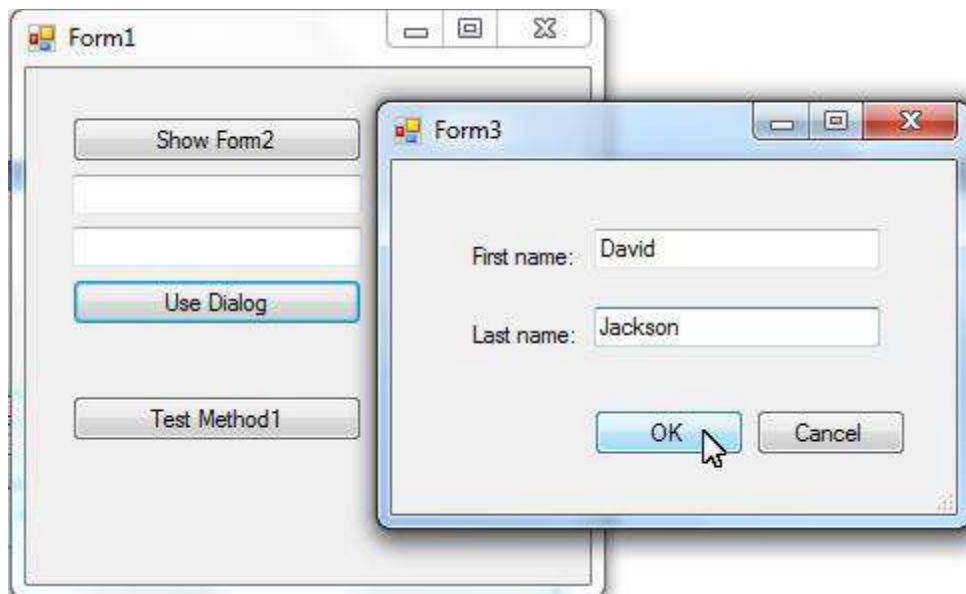 Form1
Show Form2
Use Dialog
Test Method1
Form3
First name: David
Last name: Jackson
OK Cancel